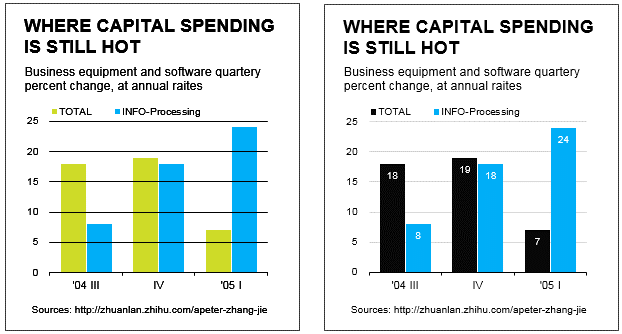 WHERE CAPITAL SPENDING
IS STILL HOT
Business equipment and software quartery
percent change, at annual raites
TOTAL INFO-Processing
25
20
15
10
5
0
'04 III IV '05 I
Sources: http://zhuanlan.zhihu.com/apeter-zhang-jie
WHERE CAPITAL SPENDING
IS STILL HOT
Business equipment and software quartery
percent change, at annual raites
TOTAL INFO-Processing
25
20
15
10
5
0
18 8 19 18 7 24
'04 III IV '05 I
Sources: http://zhuanlan.zhihu.com/apeter-zhang-jie